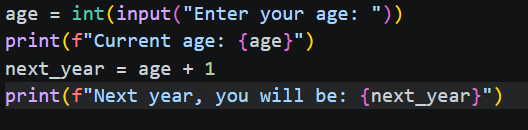 age = int(input("Enter your age: "))
print(f"Current age: {age}")
next_year = age + 1
print(f"Next year, you will be: {next_year}")